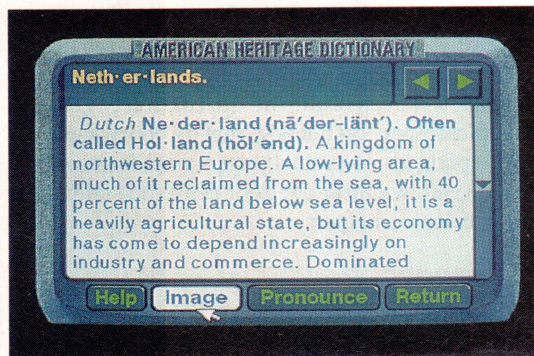 AMERICAN HERITAGE DICTIONARY
Neth·er·lands.
Dutch Ne·der·land (nā′dər-länt′). Often
called Hol·land (hŏl′ənd). A kingdom of
northwestern Europe. A low-lying area,
much of it reclaimed from the sea, with 40
percent of the land below sea level, it is a
heavily agricultural state, but its economy
has come to depend increasingly on
industry and commerce. Dominated
Help Image Pronounce Return